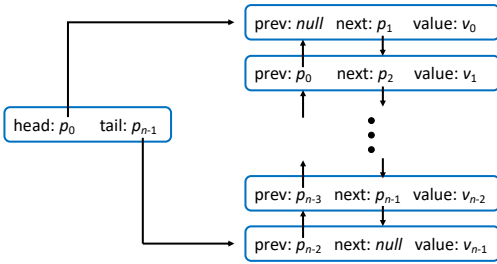 prev: null next: p₁ value: v₀
prev: p₀ next: p₂ value: v₁
head: p₀ tail: pₙ₋₁
prev: pₙ₋₃ next: pₙ₋₁ value: vₙ₋₂
prev: pₙ₋₂ next: null value: vₙ₋₁